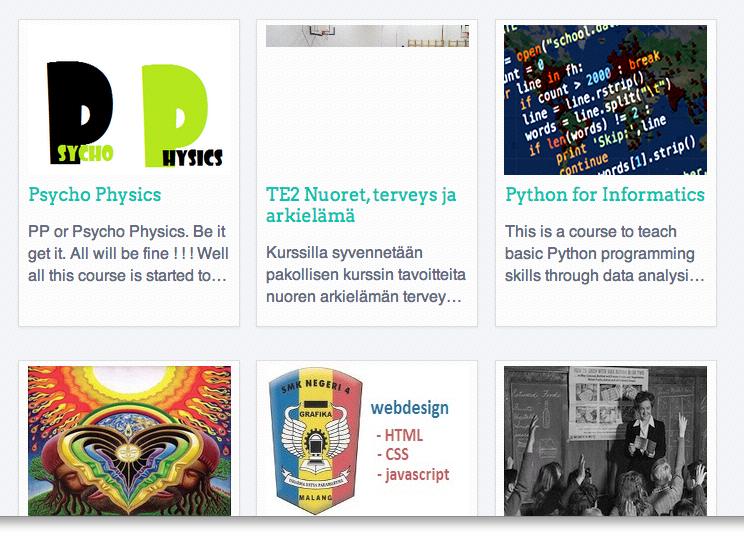 PSYCHO PHYSICS
Psycho Physics
PP or Psycho Physics. Be it
get it. All will be fine ! ! ! Well
all this course is started to…
TE2 Nuoret, terveys ja
arkielämä
Kurssilla syvennetään
pakollisen kurssin tavoitteita
nuoren arkielämän tervey…
= open("school.da
unt = 0
r line in fh:
if count > 2000 : break
line = line.rstrip()
words = line.split("\t")
if len(words) != 2 :
print 'Skip:',line
continue
words[1].strip()
Python for Informatics
This is a course to teach
basic Python programming
skills through data analysi…
SMK NEGERI 4
GRAFIKA
MALANG
webdesign
- HTML
- CSS
- javascript